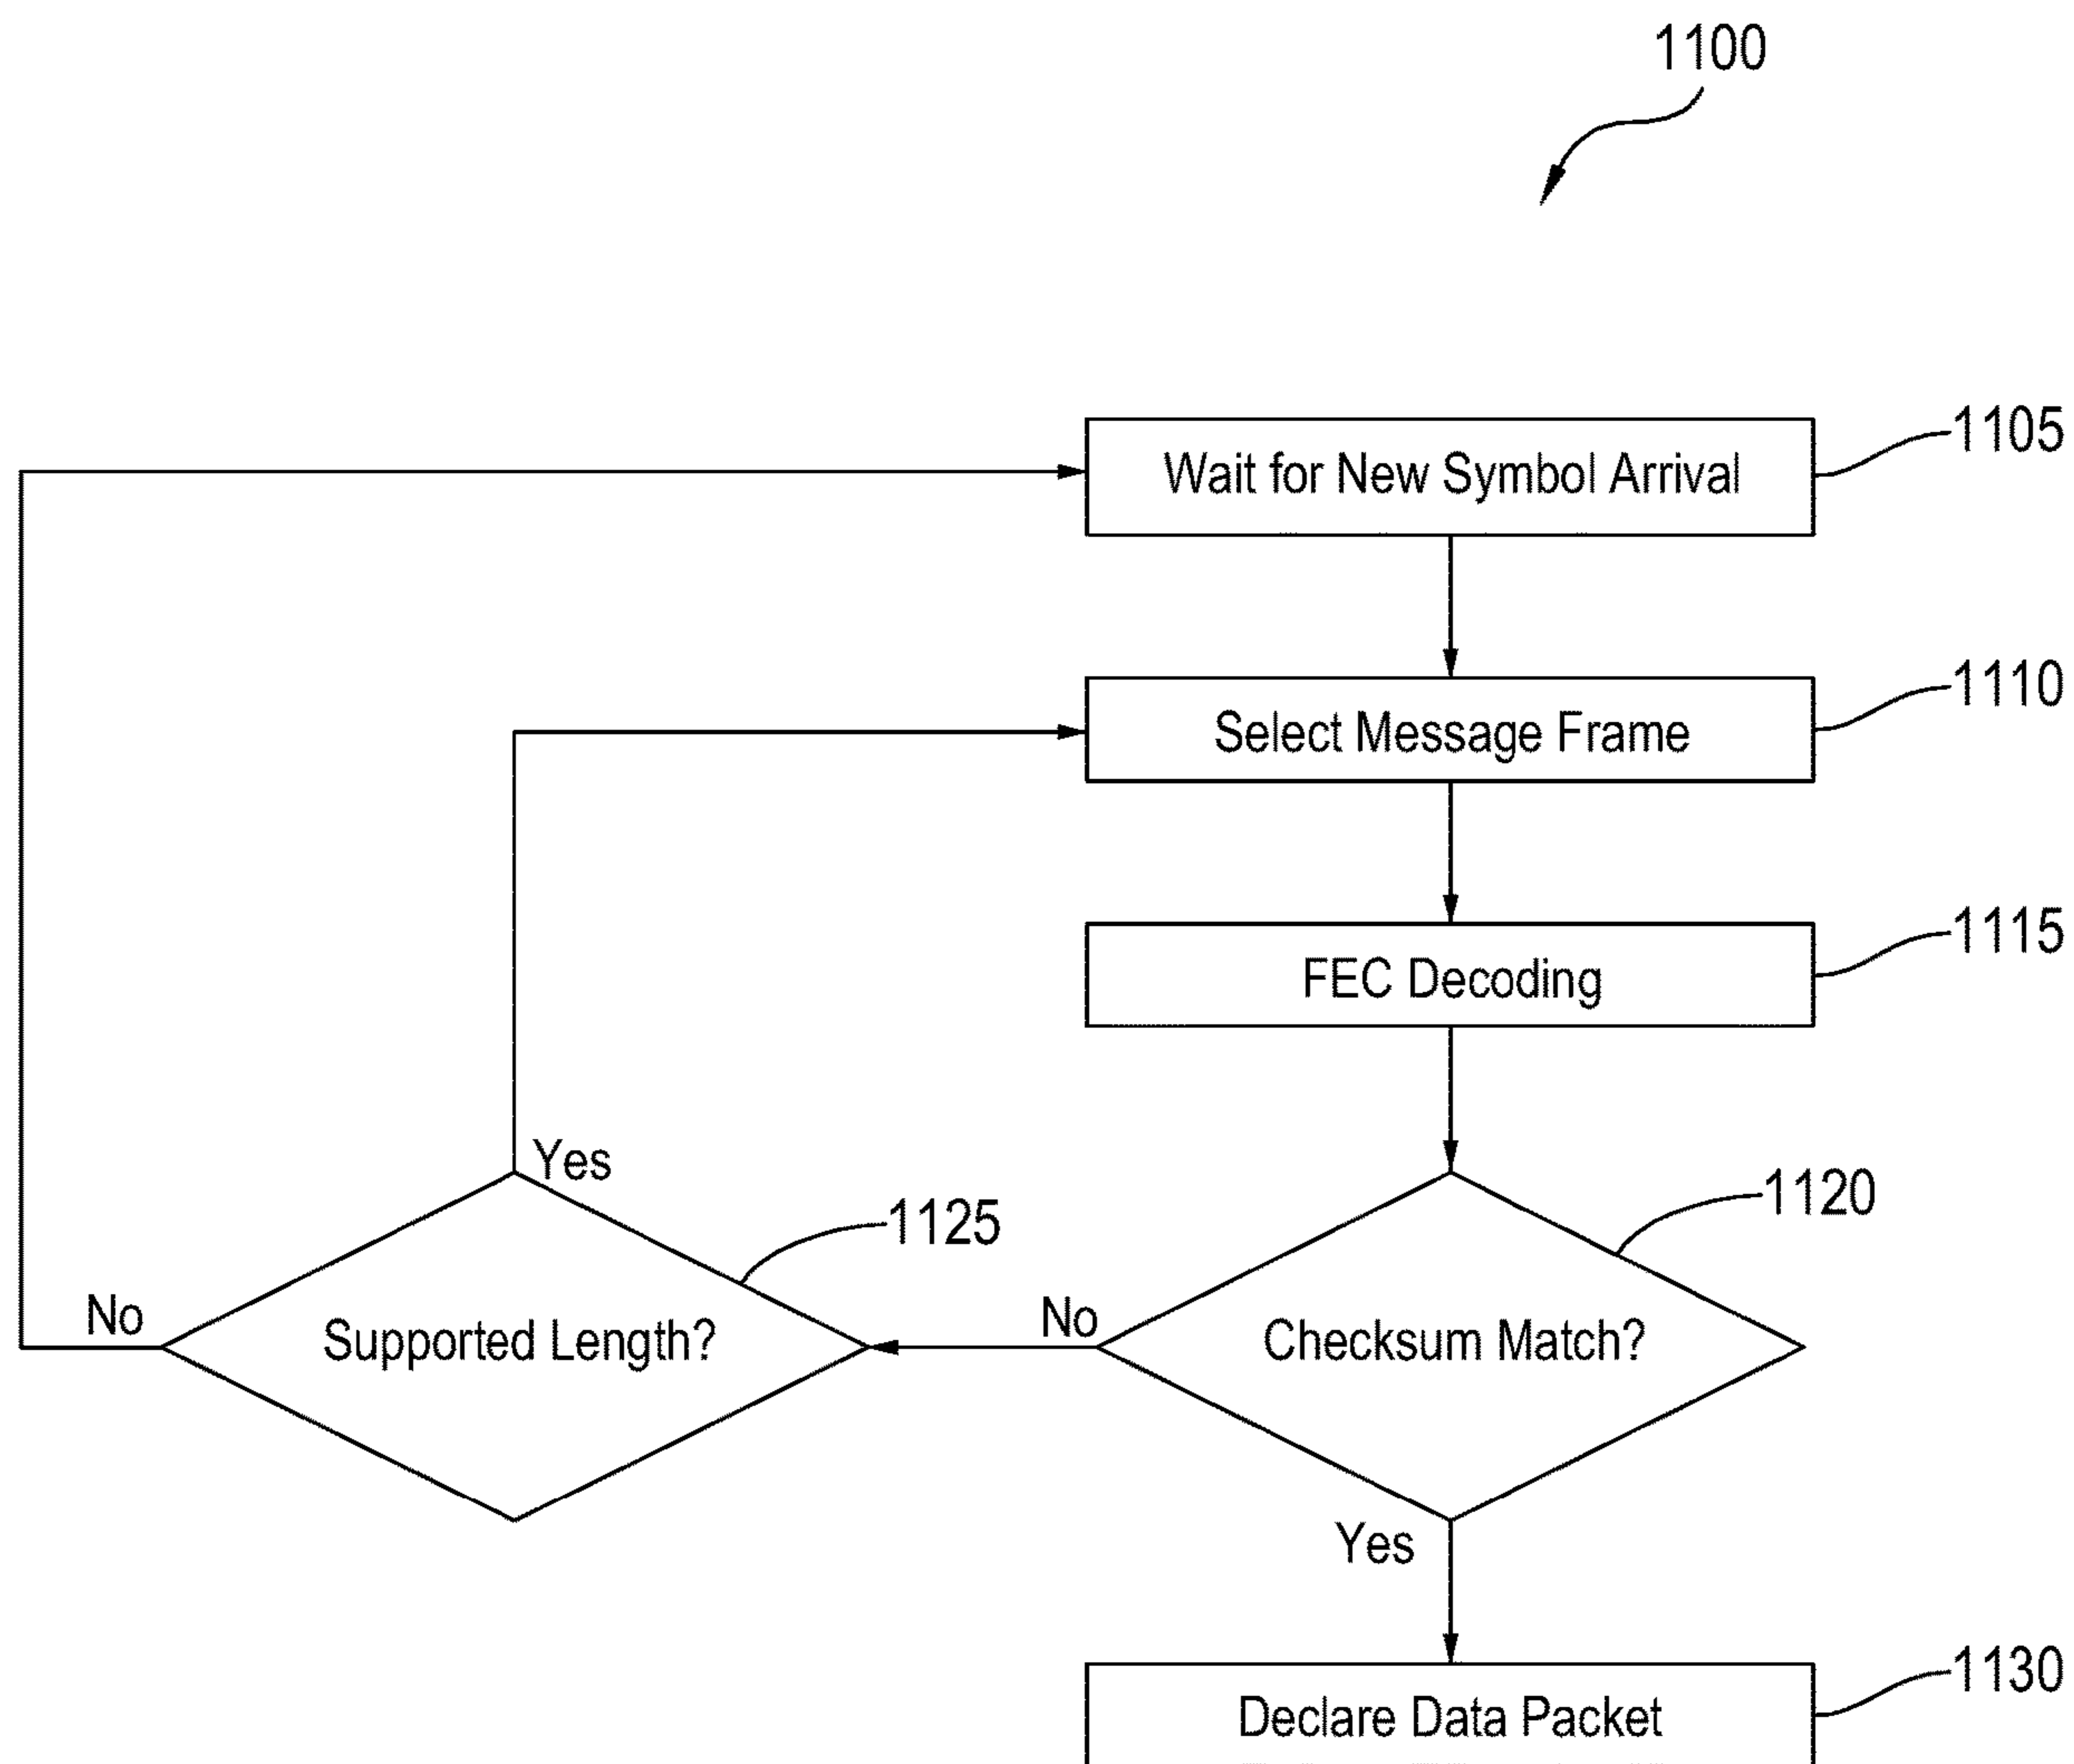 1100
Wait for New Symbol Arrival
1105
Select Message Frame
1110
FEC Decoding
1115
Yes
1125
1120
No
Supported Length?
No
Checksum Match?
Yes
Declare Data Packet
1130